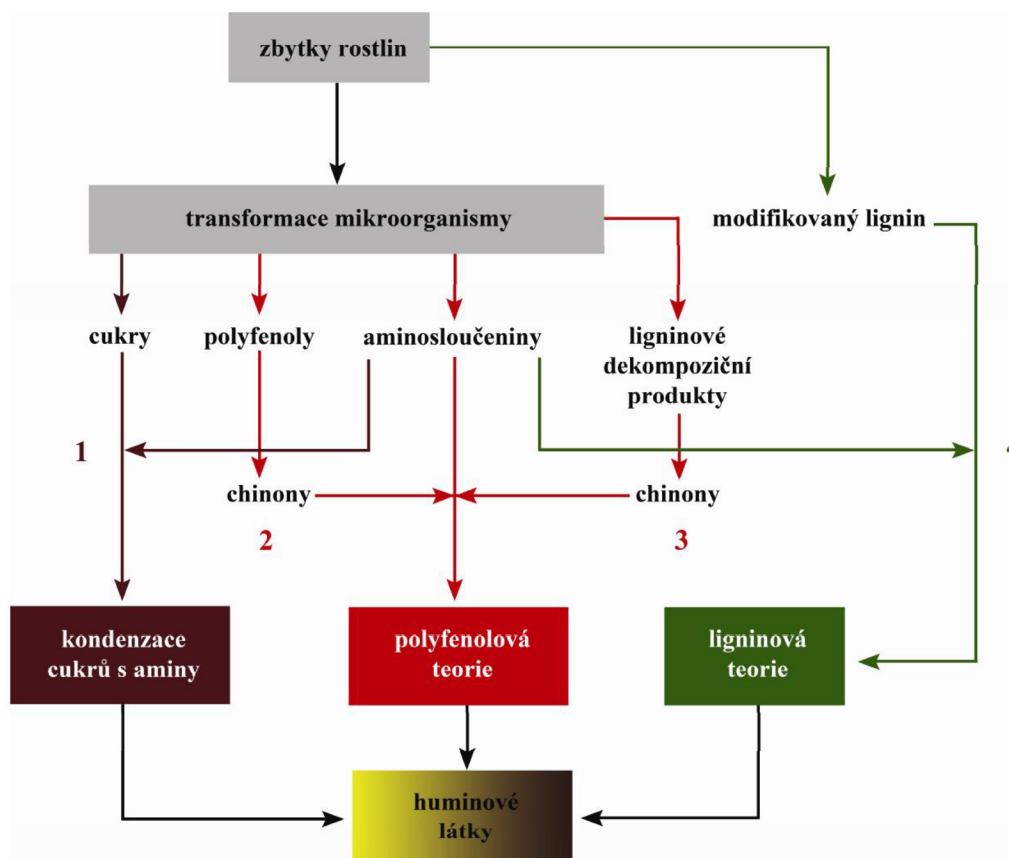 zbytky rostlin
transformace mikroorganismy
modifikovaný lignin
cukry
polyfenoly
aminosloučeniny
ligninové
dekompoziční
produkty
1
chinony
chinony
2
3
kondenzace
cukrů s aminy
polyfenolová
teorie
ligninová
teorie
huminové
látky